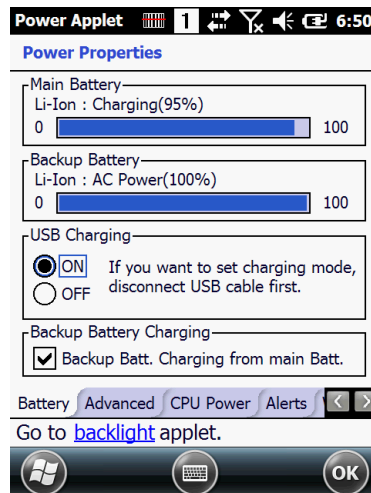 Power Applet 1 6:50
Power Properties
Main Battery
Li-Ion : Charging(95%)
0 100
Backup Battery
Li-Ion : AC Power(100%)
0 100
USB Charging
ON
OFF
If you want to set charging mode,
disconnect USB cable first.
Backup Battery Charging
Backup Batt. Charging from main Batt.
Battery Advanced CPU Power Alerts
Go to backlight applet.
OK